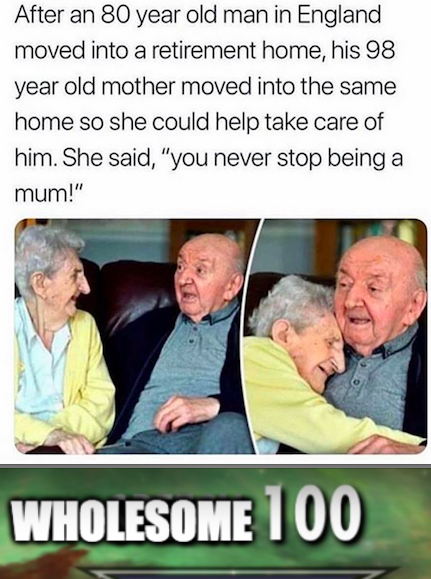 After an 80 year old man in England
moved into a retirement home, his 98
year old mother moved into the same
home so she could help take care of
him. She said, "you never stop being a
mum!"
WHOLESOME 100